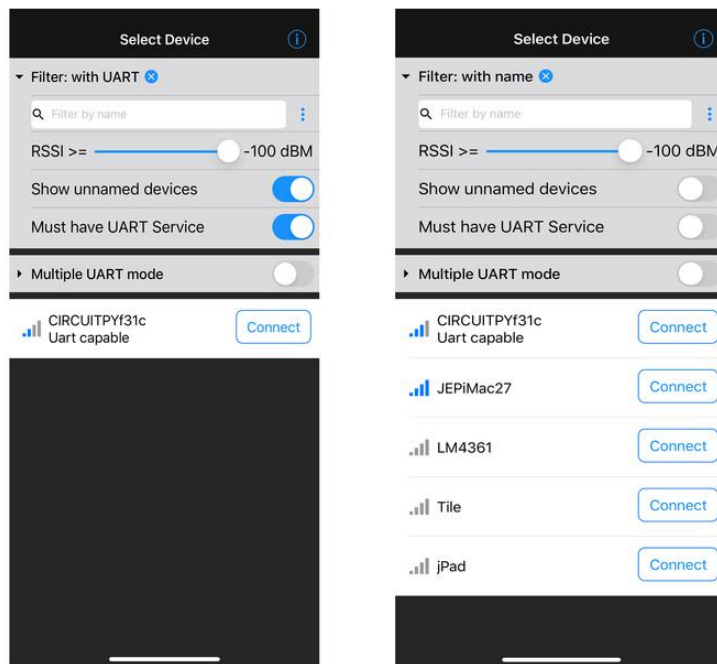 Select Device
Filter: with UART
Filter by name
RSSI >= -100 dBM
Show unnamed devices
Must have UART Service
Multiple UART mode
CIRCUITPYf31c
Uart capable
Connect
Select Device
Filter: with name
Filter by name
RSSI >= -100 dBM
Show unnamed devices
Must have UART Service
Multiple UART mode
CIRCUITPYf31c
Uart capable
Connect
JEPiMac27
Connect
LM4361
Connect
Tile
Connect
jPad
Connect